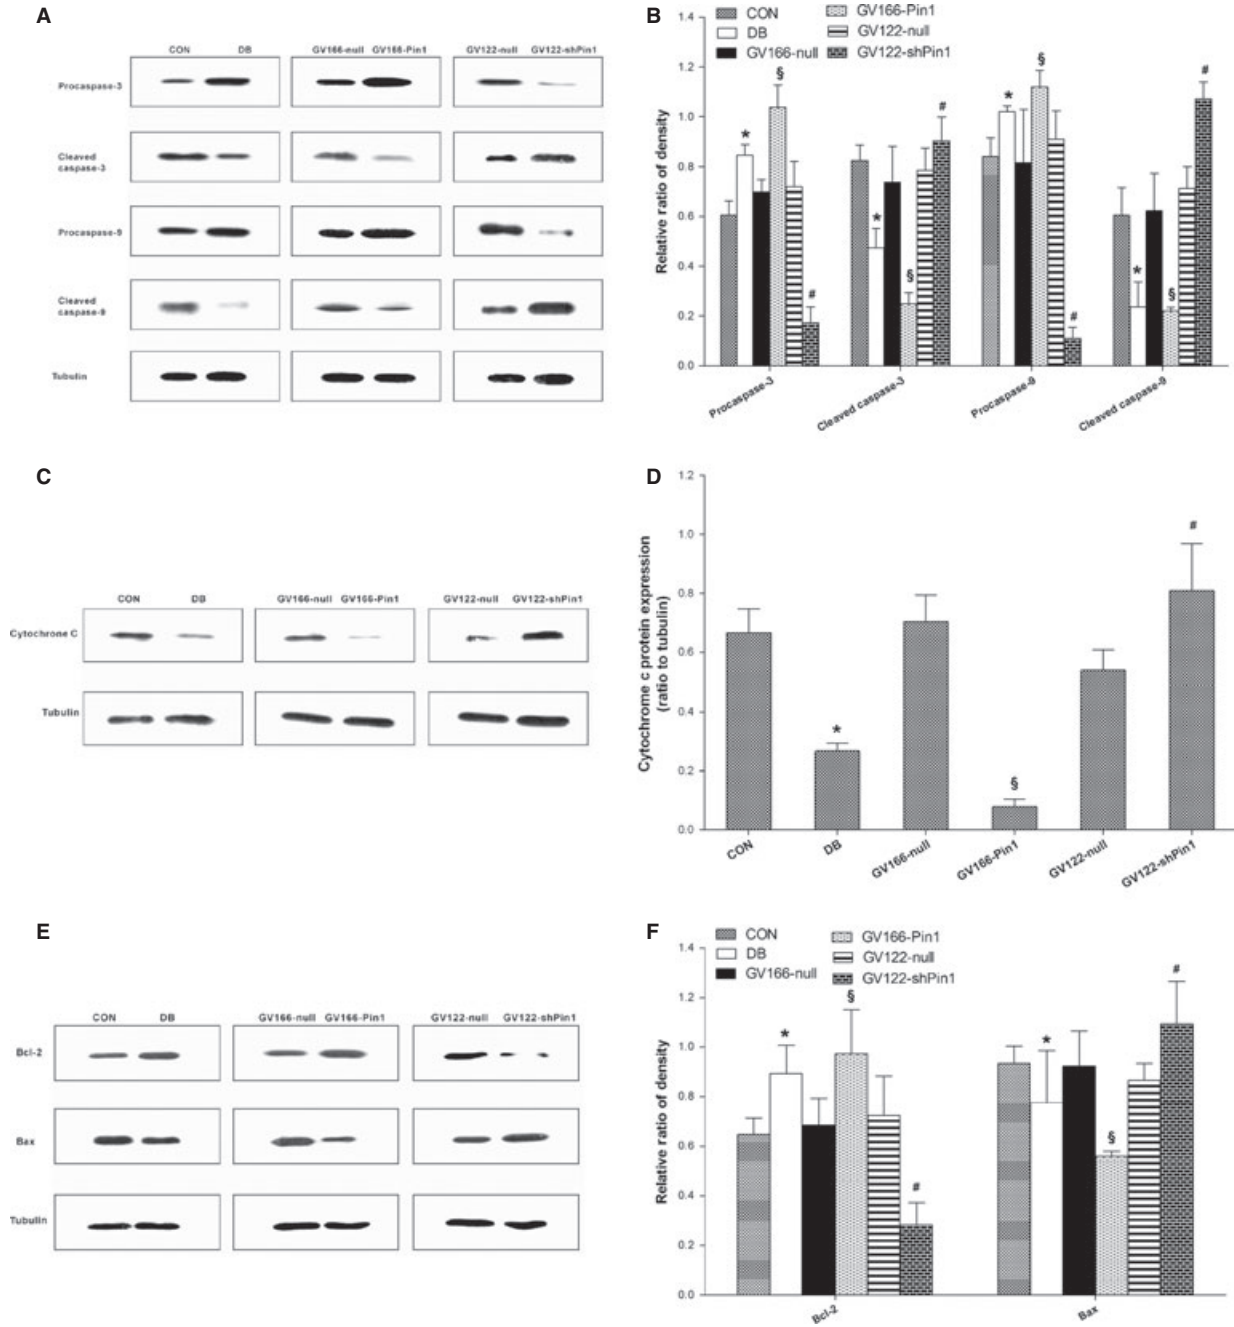 A
CON DB GV166-null GV166-Pin1 GV122-null GV122-shPin1
Procaspase-3
Cleaved
caspase-3
Procaspase-9
Cleaved
caspase-9
Tubulin
B
CON
DB
GV166-null
GV166-Pin1
GV122-null
GV122-shPin1
Relative ratio of density
1.4
1.2
1.0
0.8
0.6
0.4
0.2
0.0
* § #
* § #
* § #
* § #
Procaspase-3 Cleaved caspase-3 Procaspase-9 Cleaved caspase-9
C
CON DB GV166-null GV166-Pin1 GV122-null GV122-shPin1
Cytochrone C
Tubulin
D
Cytochrome c protein expression
(ratio to tubulin)
1.2
1.0
0.8
0.6
0.4
0.2
0.0
* § #
CON DB GV166-null GV166-Pin1 GV122-null GV122-shPin1
E
CON DB GV166-null GV166-Pin1 GV122-null GV122-shPin1
Bcl-2
Bax
Tubulin
F
CON
DB
GV166-null
GV166-Pin1
GV122-null
GV122-shPin1
Relative ratio of density
1.4
1.2
1.0
0.8
0.6
0.4
0.2
0.0
* § #
* § #
Bcl-2 Bax